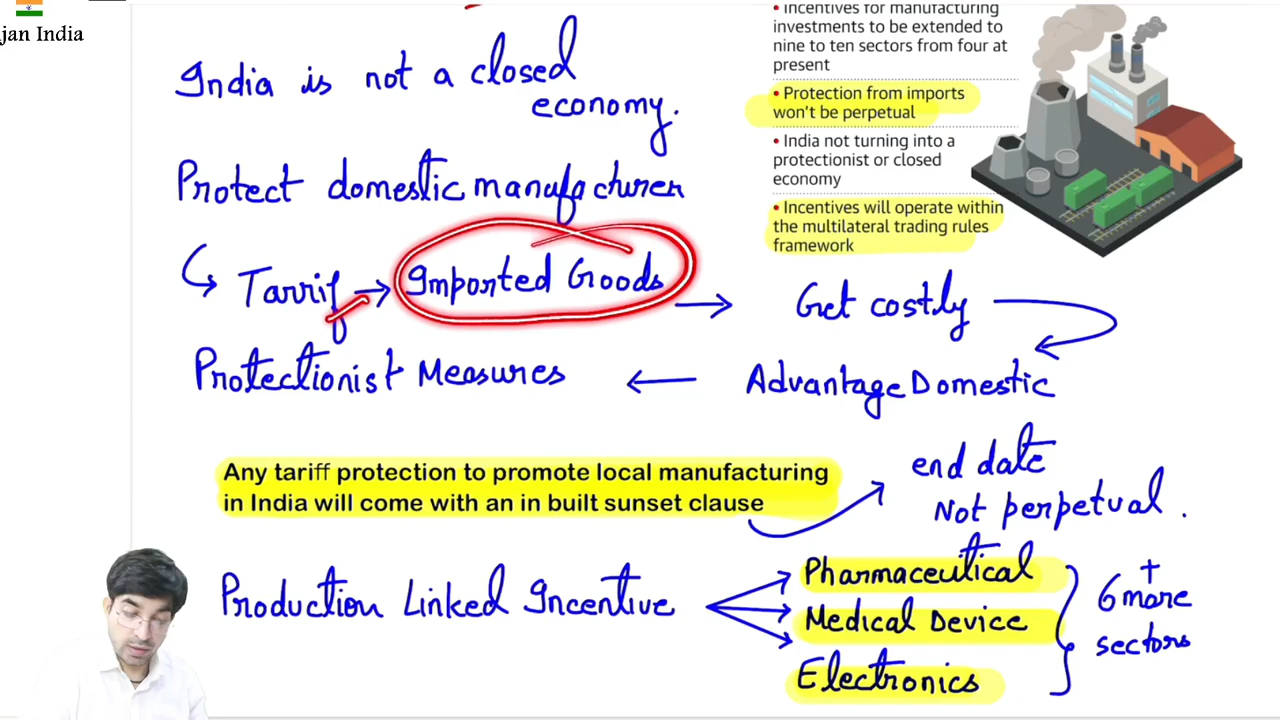 jan India
India is not a closed
economy.
Protect domestic manufacturer
Tarrif → Imported Goods → Get costly
Protectionist Measures ← Advantage Domestic
Any tariff protection to promote local manufacturing
in India will come with an in built sunset clause
end date
Not perpetual.
Production Linked Incentive
Pharmaceutical
Medical Device
Electronics
+
6 more
sectors
• Incentives for manufacturing
investments to be extended to
nine to ten sectors from four at
present
• Protection from imports
won't be perpetual
• India not turning into a
protectionist or closed
economy
• Incentives will operate within
the multilateral trading rules
framework